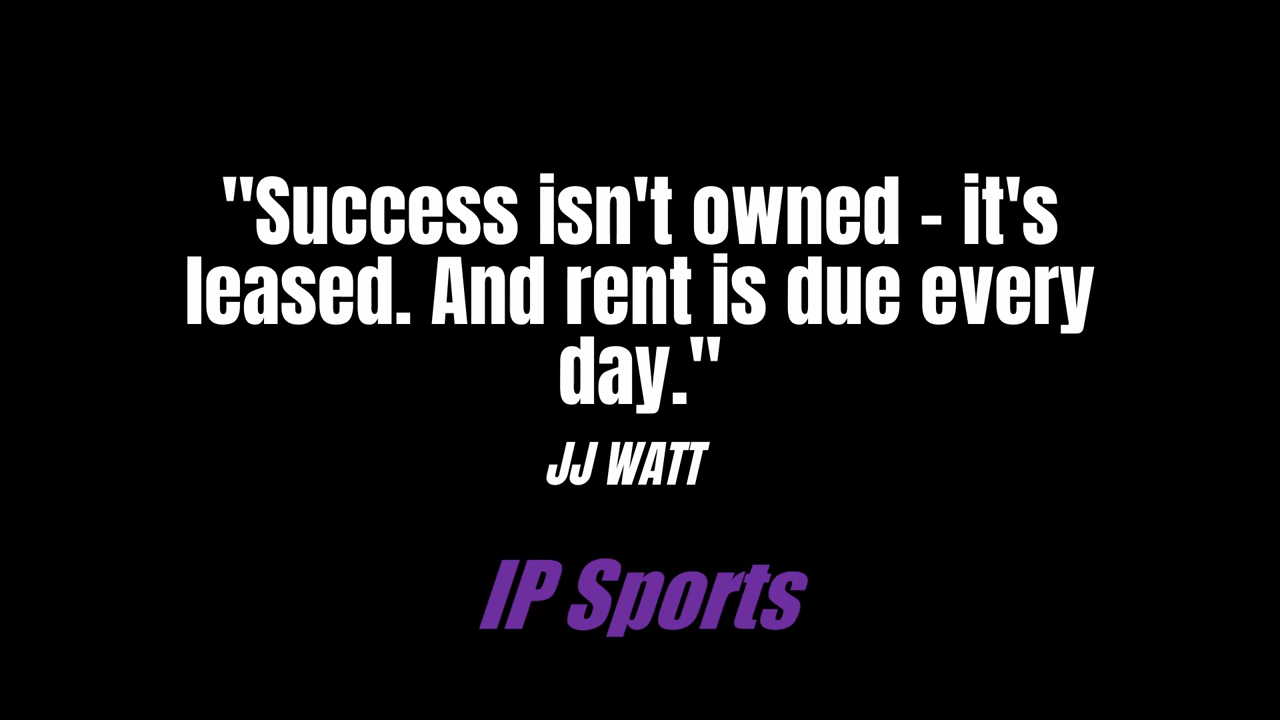 "Success isn't owned - it's
leased. And rent is due every
day."
JJ WATT
IP Sports